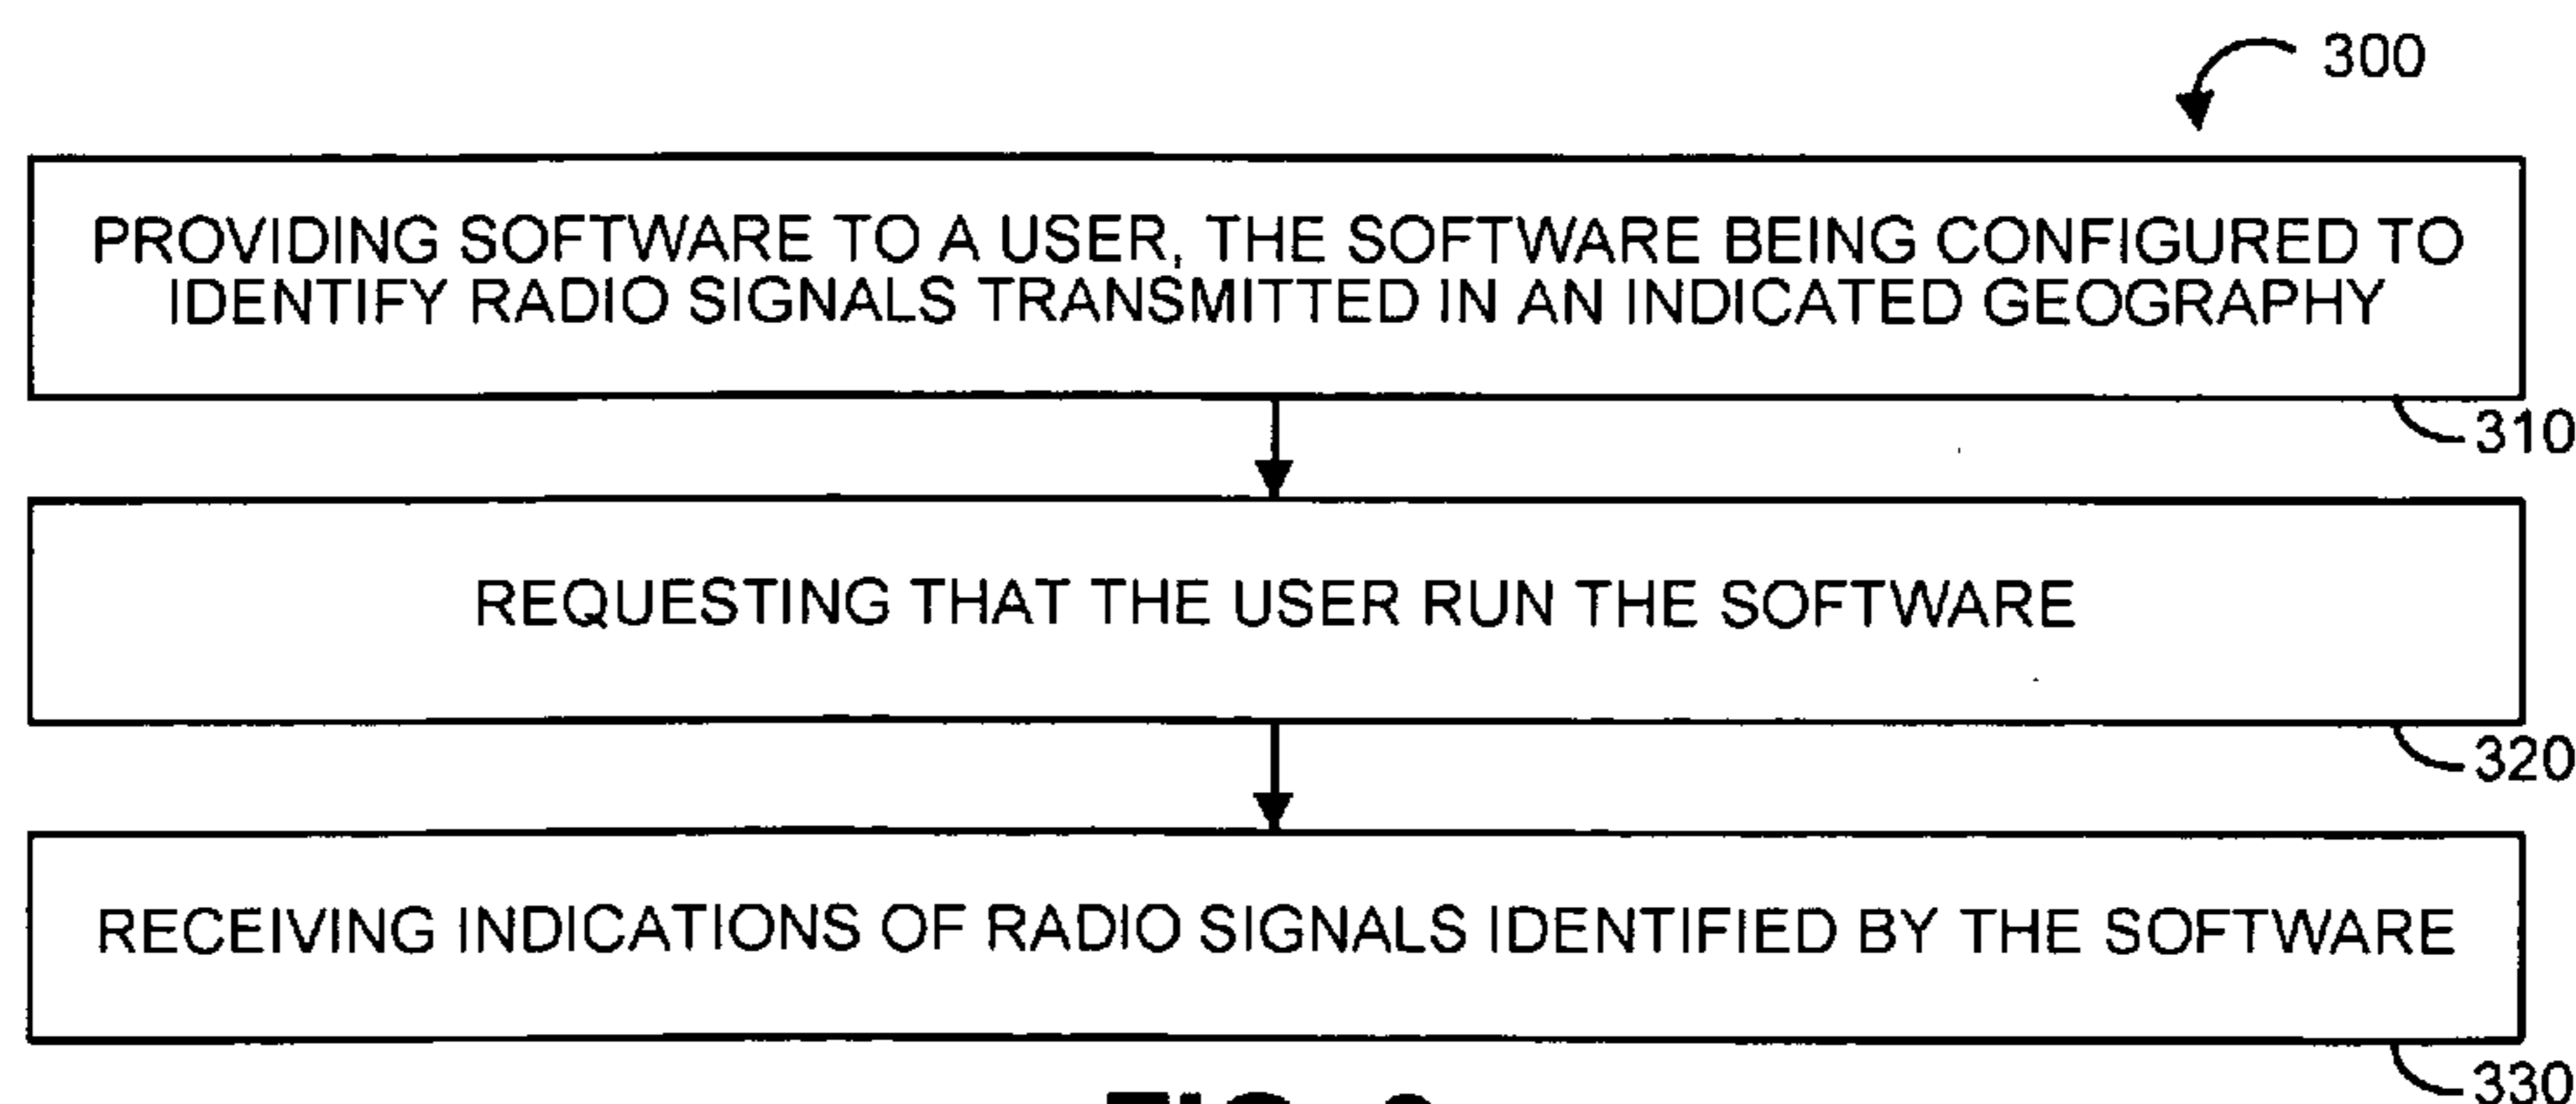 300
PROVIDING SOFTWARE TO A USER, THE SOFTWARE BEING CONFIGURED TO
IDENTIFY RADIO SIGNALS TRANSMITTED IN AN INDICATED GEOGRAPHY
310
REQUESTING THAT THE USER RUN THE SOFTWARE
320
RECEIVING INDICATIONS OF RADIO SIGNALS IDENTIFIED BY THE SOFTWARE
330
FIG.